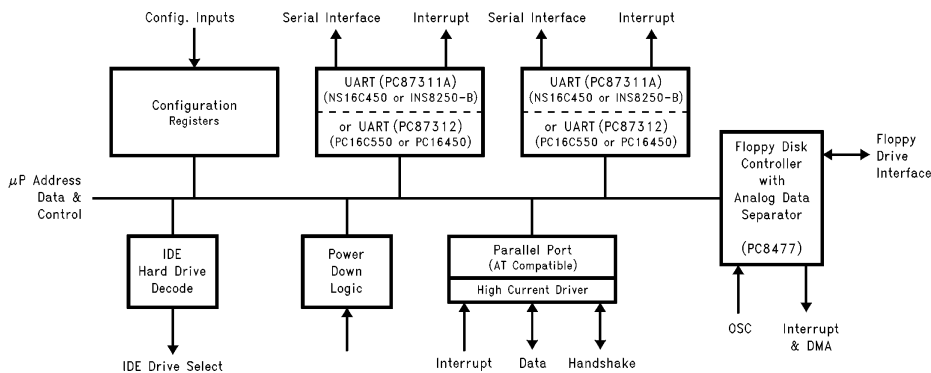 Config. Inputs
Serial Interface
Interrupt
Serial Interface
Interrupt
Configuration
Registers
UART (PC87311A)
(NS16C450 or INS8250-B)
or UART (PC87312)
(PC16C550 or PC16450)
UART (PC87311A)
(NS16C450 or INS8250-B)
or UART (PC87312)
(PC16C550 or PC16450)
Floppy Disk
Controller
with
Analog Data
Separator
(PC8477)
Floppy
Drive
Interface
μP Address
Data &
Control
IDE
Hard Drive
Decode
Power
Down
Logic
Parallel Port
(AT Compatible)
High Current Driver
OSC
Interrupt
& DMA
IDE Drive Select
Interrupt
Data
Handshake